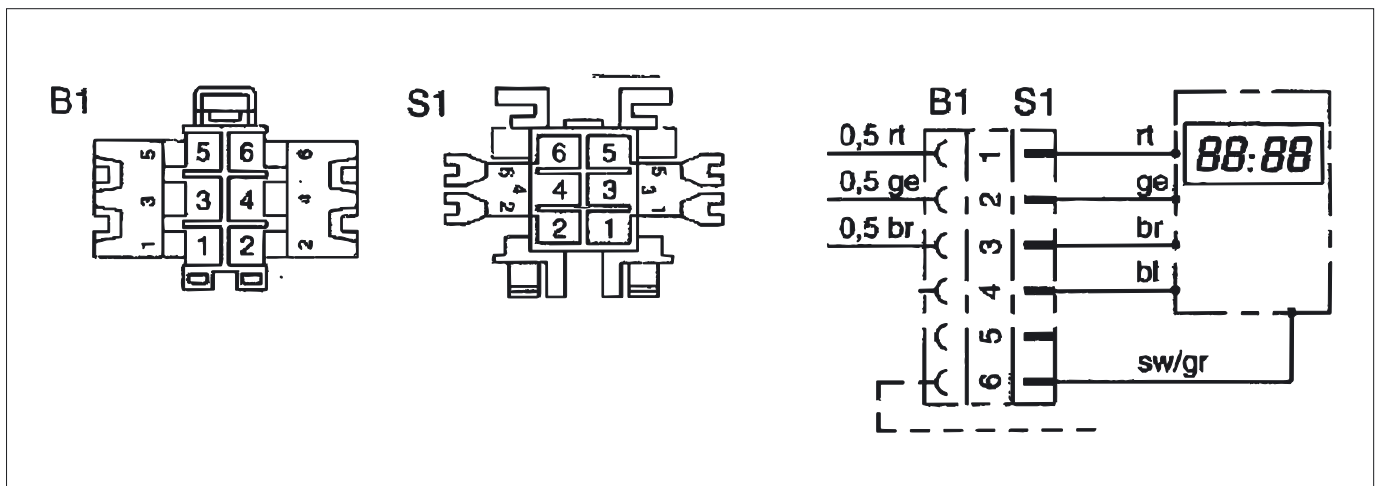 B1
5 5 6 6
3 3 4 4
1 1 2 2
S1
6 5
6 4 2
4 3
5 3 1
2 1
B1 S1
0,5 rt 1 rt
88:88
0,5 ge 2 ge
0,5 br 3 br
4 bl
5
6 sw/gr